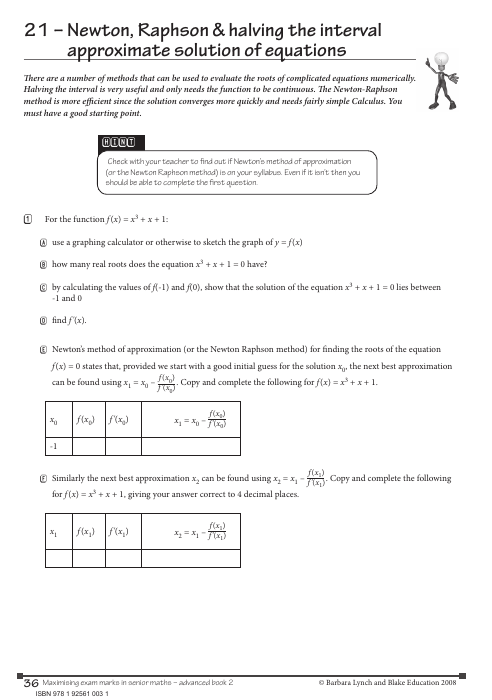 21 – Newton, Raphson & halving the interval
approximate solution of equations
There are a number of methods that can be used to evaluate the roots of complicated equations numerically.
Halving the interval is very useful and only needs the function to be continuous. The Newton-Raphson
method is more efficient since the solution converges more quickly and needs fairly simple Calculus. You
must have a good starting point.
HINT
Check with your teacher to find out if Newton's method of approximation
(or the Newton Raphson method) is on your syllabus. Even if it isn't then you
should be able to complete the first question.
1 For the function f(x) = x³ + x + 1:
A use a graphing calculator or otherwise to sketch the graph of y = f(x)
B how many real roots does the equation x³ + x + 1 = 0 have?
C by calculating the values of f(-1) and f(0), show that the solution of the equation x³ + x + 1 = 0 lies between
-1 and 0
D find f'(x).
E Newton's method of approximation (or the Newton Raphson method) for finding the roots of the equation
f(x) = 0 states that, provided we start with a good initial guess for the solution x₀, the next best approximation
can be found using x₁ = x₀ – f(x₀)/f'(x₀). Copy and complete the following for f(x) = x³ + x + 1.
x₀ f(x₀) f'(x₀) x₁ = x₀ – f(x₀)/f'(x₀)
-1
F Similarly the next best approximation x₂ can be found using x₂ = x₁ – f(x₁)/f'(x₁). Copy and complete the following
for f(x) = x³ + x + 1, giving your answer correct to 4 decimal places.
x₁ f(x₁) f'(x₁) x₂ = x₁ – f(x₁)/f'(x₁)
36 Maximising exam marks in senior maths – advanced book 2 © Barbara Lynch and Blake Education 2008
ISBN 978 1 92561 003 1